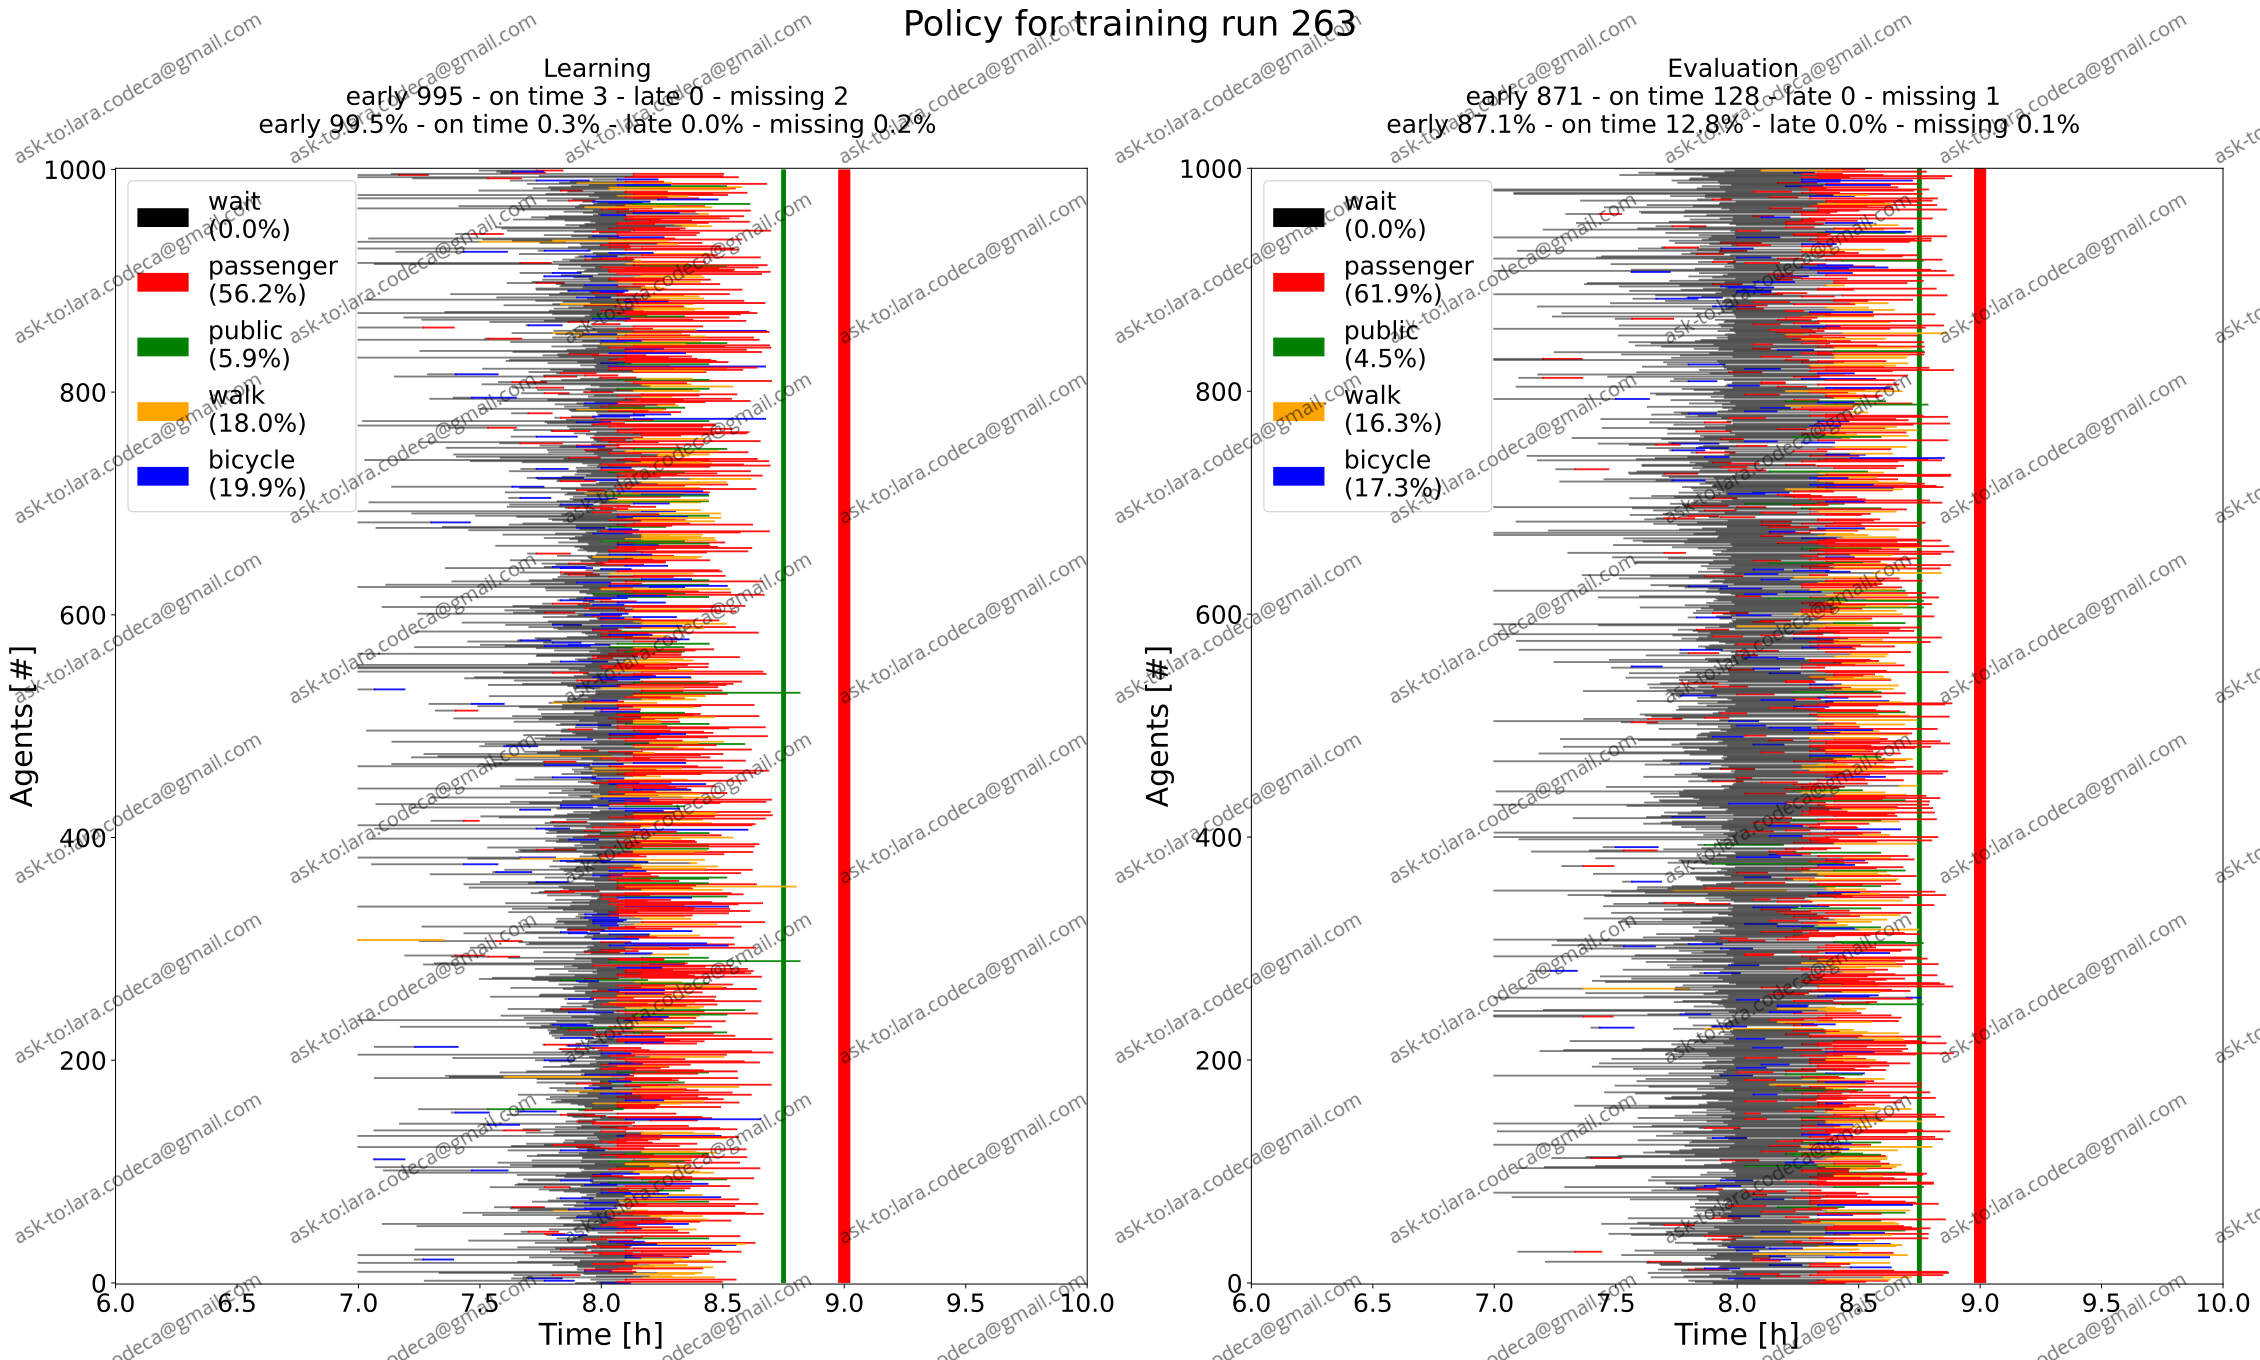 Policy for training run 263
Learning
early 995 - on time 3 - late 0 - missing 2
early 99.5% - on time 0.3% - late 0.0% - missing 0.2%
1000
800
600
400
200
0
Agents [#]
wait
(0.0%)
passenger
(56.2%)
public
(5.9%)
walk
(18.0%)
bicycle
(19.9%)
6.0 6.5 7.0 7.5 8.0 8.5 9.0 9.5 10.0
Time [h]
Evaluation
early 871 - on time 128 - late 0 - missing 1
early 87.1% - on time 12.8% - late 0.0% - missing 0.1%
1000
800
600
400
200
0
Agents [#]
wait
(0.0%)
passenger
(61.9%)
public
(4.5%)
walk
(16.3%)
bicycle
(17.3%)
6.0 6.5 7.0 7.5 8.0 8.5 9.0 9.5 10.0
Time [h]
ask-to:lara.codeca@gmail.com